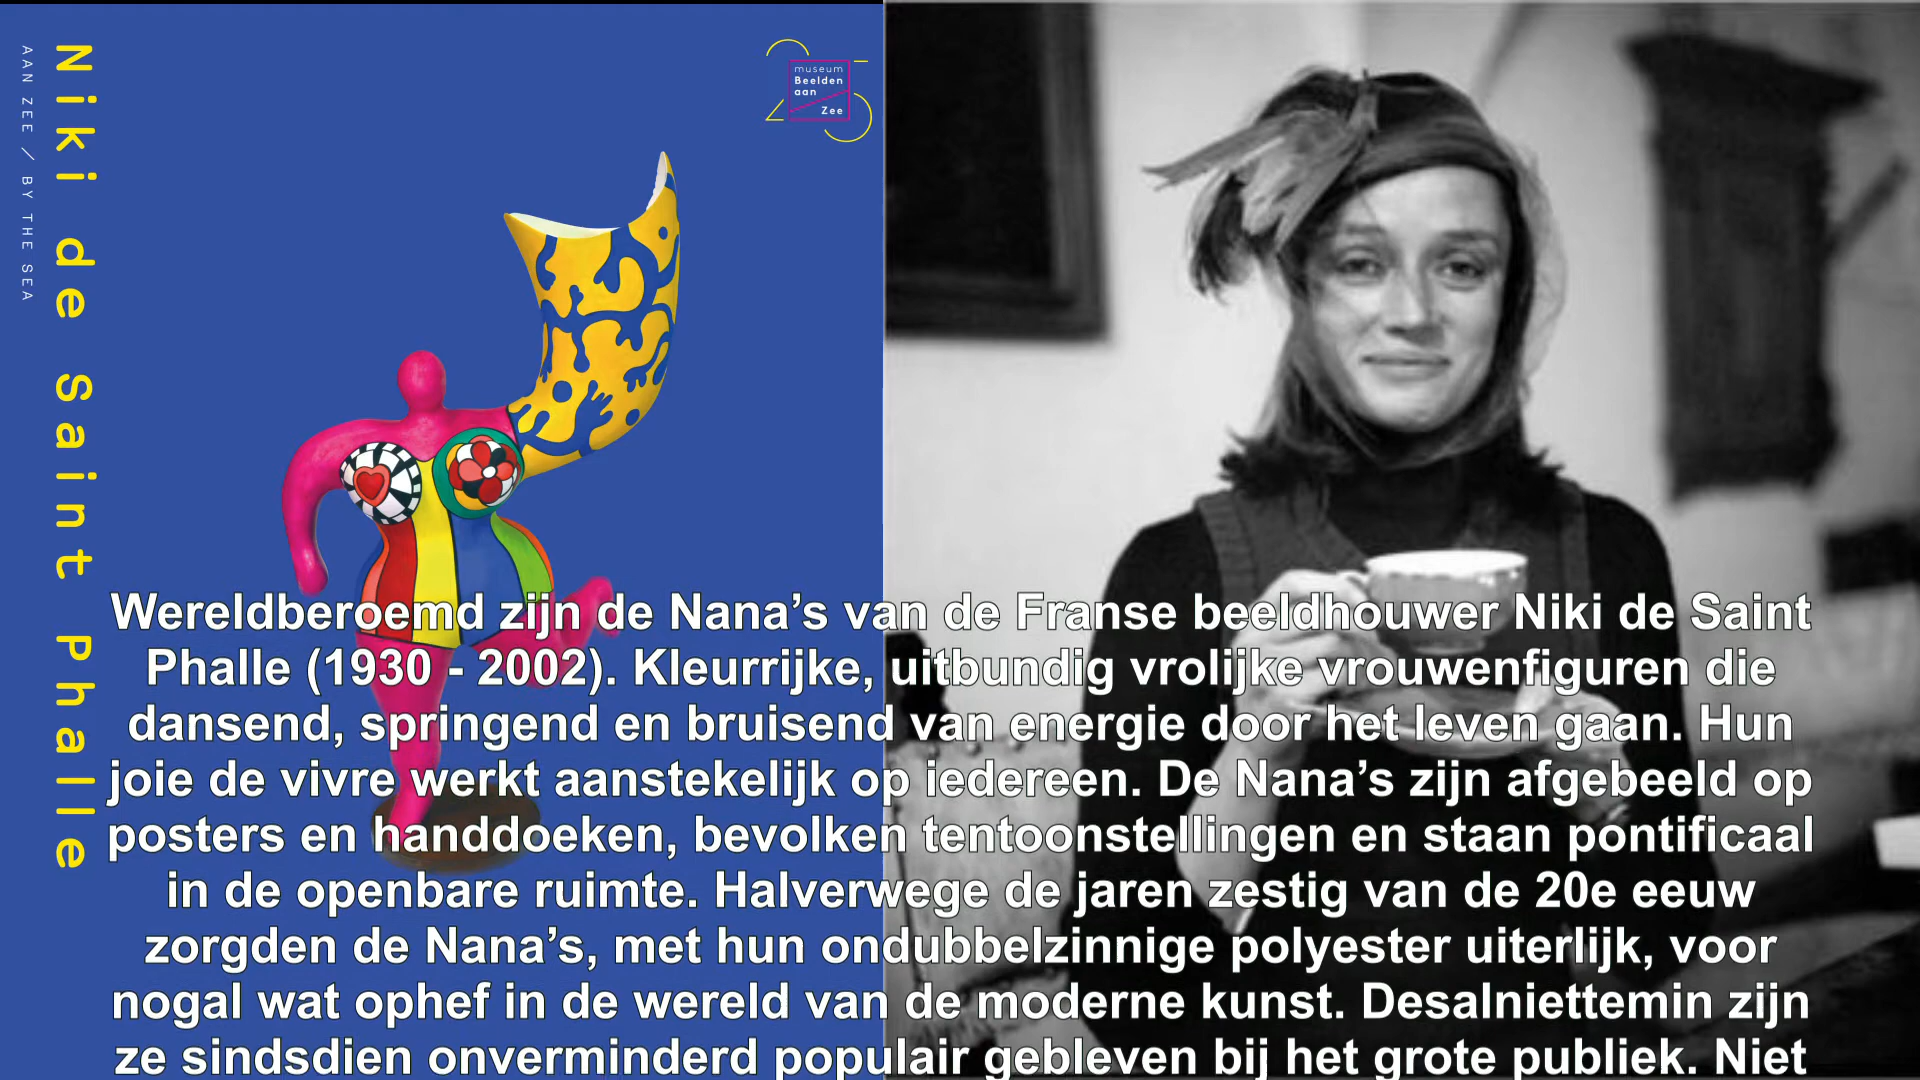 Niki de Saint Phalle
AAN ZEE / BY THE SEA
25
museum
Beelden
aan
Zee
Wereldberoemd zijn de Nana’s van de Franse beeldhouwer Niki de Saint
Phalle (1930 - 2002). Kleurrijke, uitbundig vrolijke vrouwenfiguren die
dansend, springend en bruisend van energie door het leven gaan. Hun
joie de vivre werkt aanstekelijk op iedereen. De Nana’s zijn afgebeeld op
posters en handdoeken, bevolken tentoonstellingen en staan pontificaal
in de openbare ruimte. Halverwege de jaren zestig van de 20e eeuw
zorgden de Nana’s, met hun ondubbelzinnige polyester uiterlijk, voor
nogal wat ophef in de wereld van de moderne kunst. Desalniettemin zijn
ze sindsdien onverminderd populair gebleven bij het grote publiek. Niet